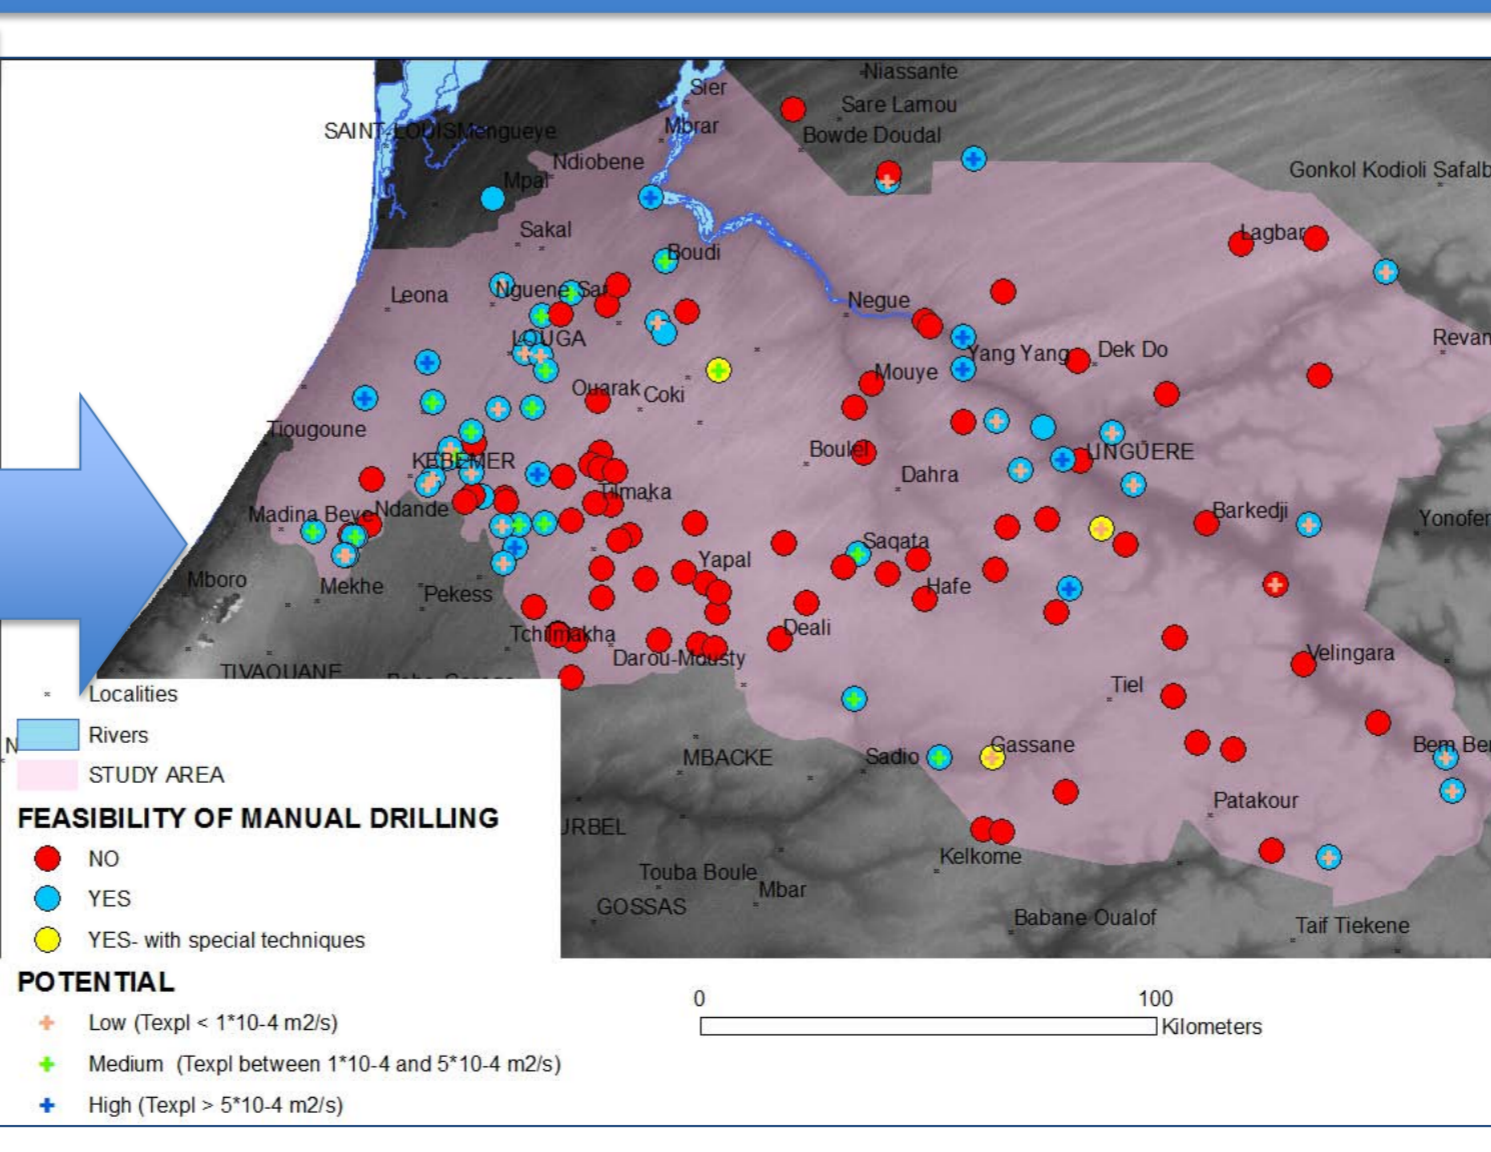 Niassante
Sier
Sare Lamou
SAINT-LOUIS Mengueye
Mbrar
Bowde Doudal
Ndiobene
Gonkol Kodioli Safalb
Mpal
Sakal
Lagbar
Boudi
Leona
Nguene Sar
Negue
LOUGA
Revan
Yang Yang
Dek Do
Mouye
Ouarak
Coki
Tiougoune
Boulel
LINGUERE
KEBEMER
Dahra
Tilmaka
Madina Beye
Ndande
Barkedji
Yonofer
Saqata
Yapal
Mboro
Mekhe
Pekess
Hafe
Tchilmakha
Deali
Darou-Mousty
Velingara
TIVAOUANE
Tiel
Localities
Rivers
N
MBACKE
Sadio
Gassane
Bem Ber
STUDY AREA
Patakour
FEASIBILITY OF MANUAL DRILLING
URBEL
NO
Kelkome
Touba Boule
Mbar
YES
GOSSAS
Babane Oualof
Taif Tiekene
YES- with special techniques
POTENTIAL
0 100
Low (Texpl < 1*10-4 m2/s)
Kilometers
Medium (Texpl between 1*10-4 and 5*10-4 m2/s)
High (Texpl > 5*10-4 m2/s)